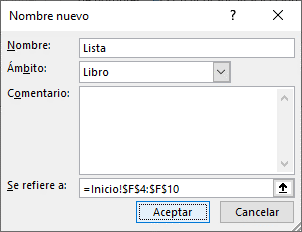 Nombre nuevo ? ×
Nombre: Lista
Ámbito: Libro
Comentario:
Se refiere a: =Inicio!$F$4:$F$10
Aceptar Cancelar